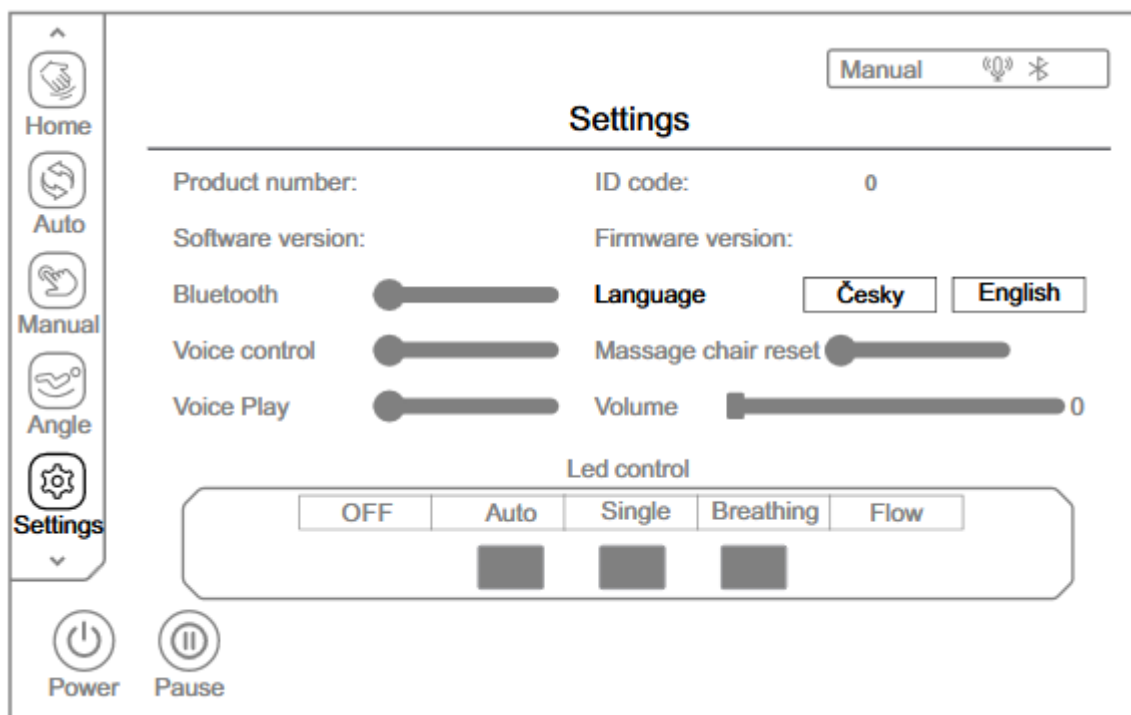 Manual
Settings
Home
Auto
Manual
Angle
Settings
Product number:
ID code: 0
Software version:
Firmware version:
Bluetooth
Language Česky English
Voice control
Massage chair reset
Voice Play
Volume 0
Led control
OFF Auto Single Breathing Flow
Power Pause